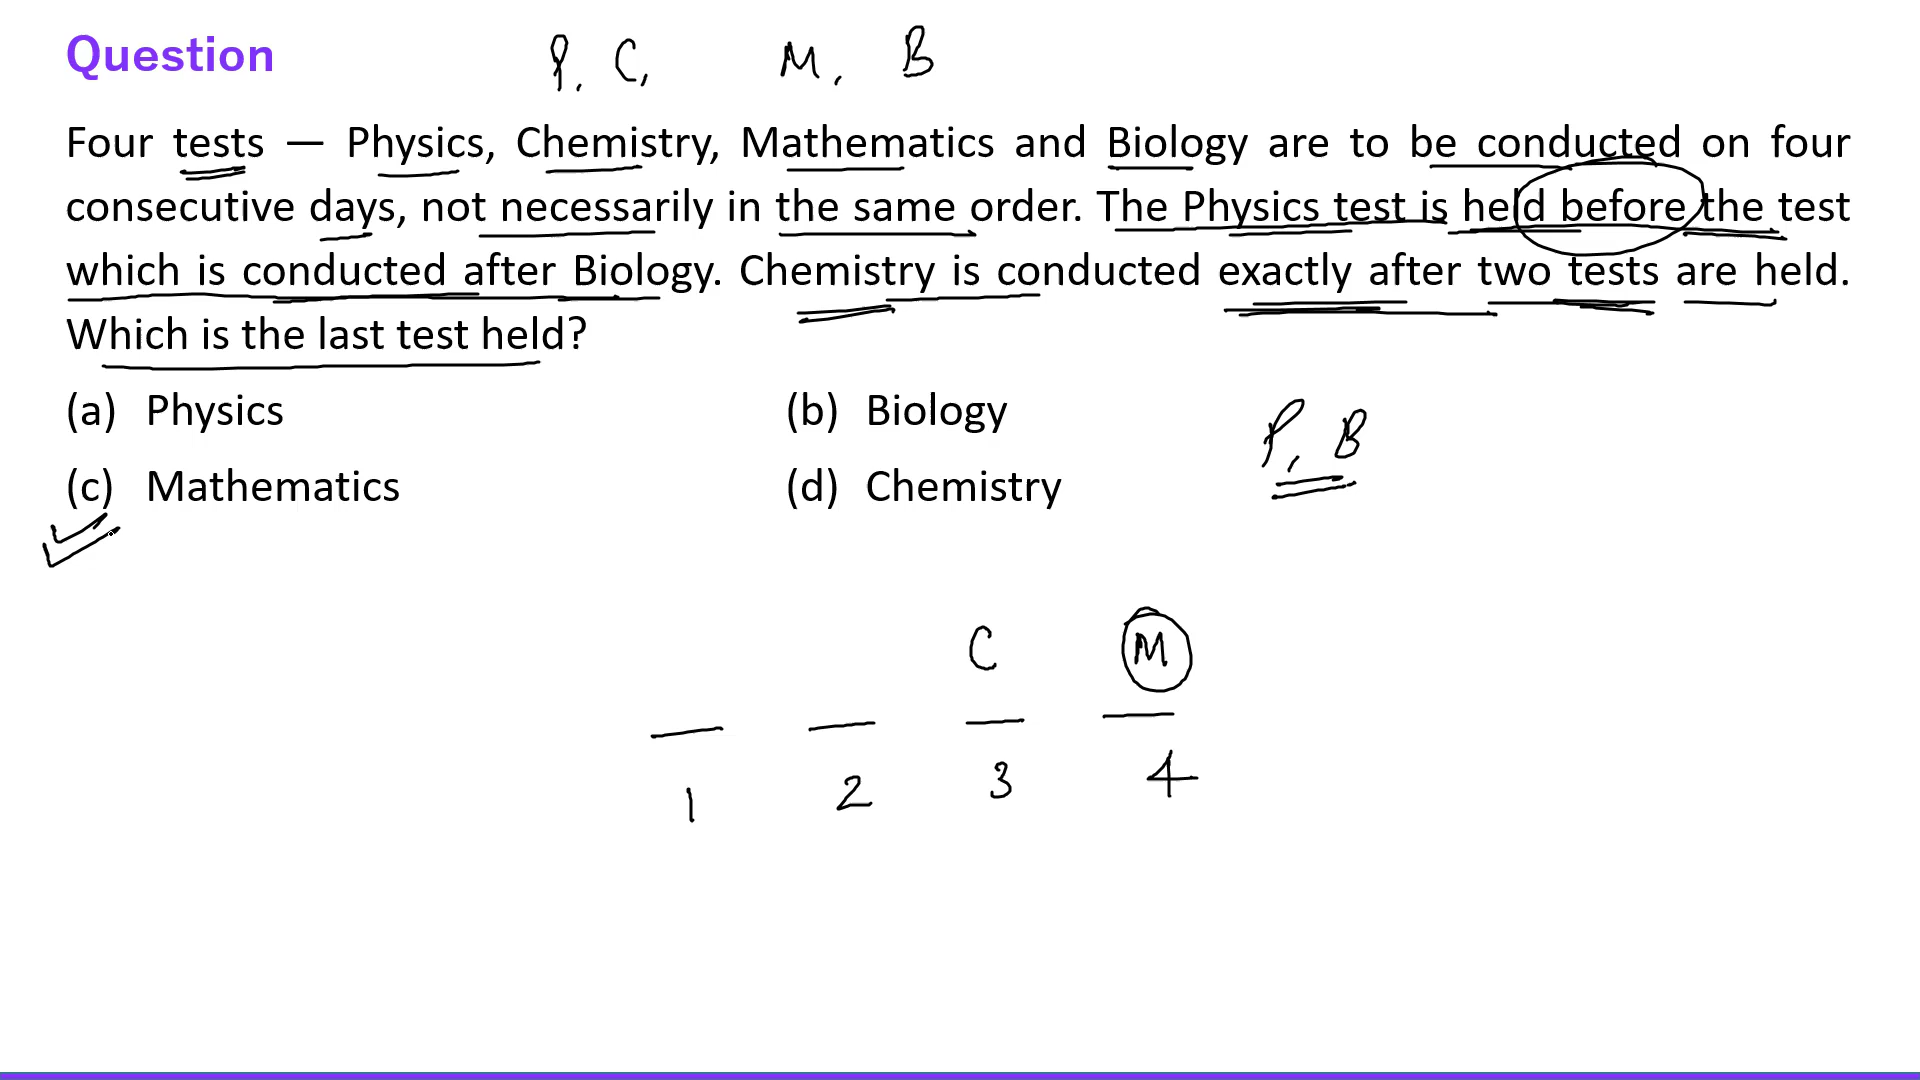 Question
P, C, M, B
Four tests — Physics, Chemistry, Mathematics and Biology are to be conducted on four
consecutive days, not necessarily in the same order. The Physics test is held before the test
which is conducted after Biology. Chemistry is conducted exactly after two tests are held.
Which is the last test held?
(a) Physics (b) Biology
P, B
(c) Mathematics (d) Chemistry
C M
1 2 3 4